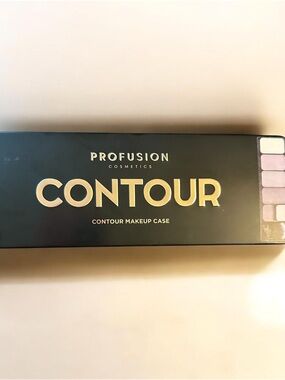 PROFUSION
COSMETICS
CONTOUR
CONTOUR MAKEUP CASE